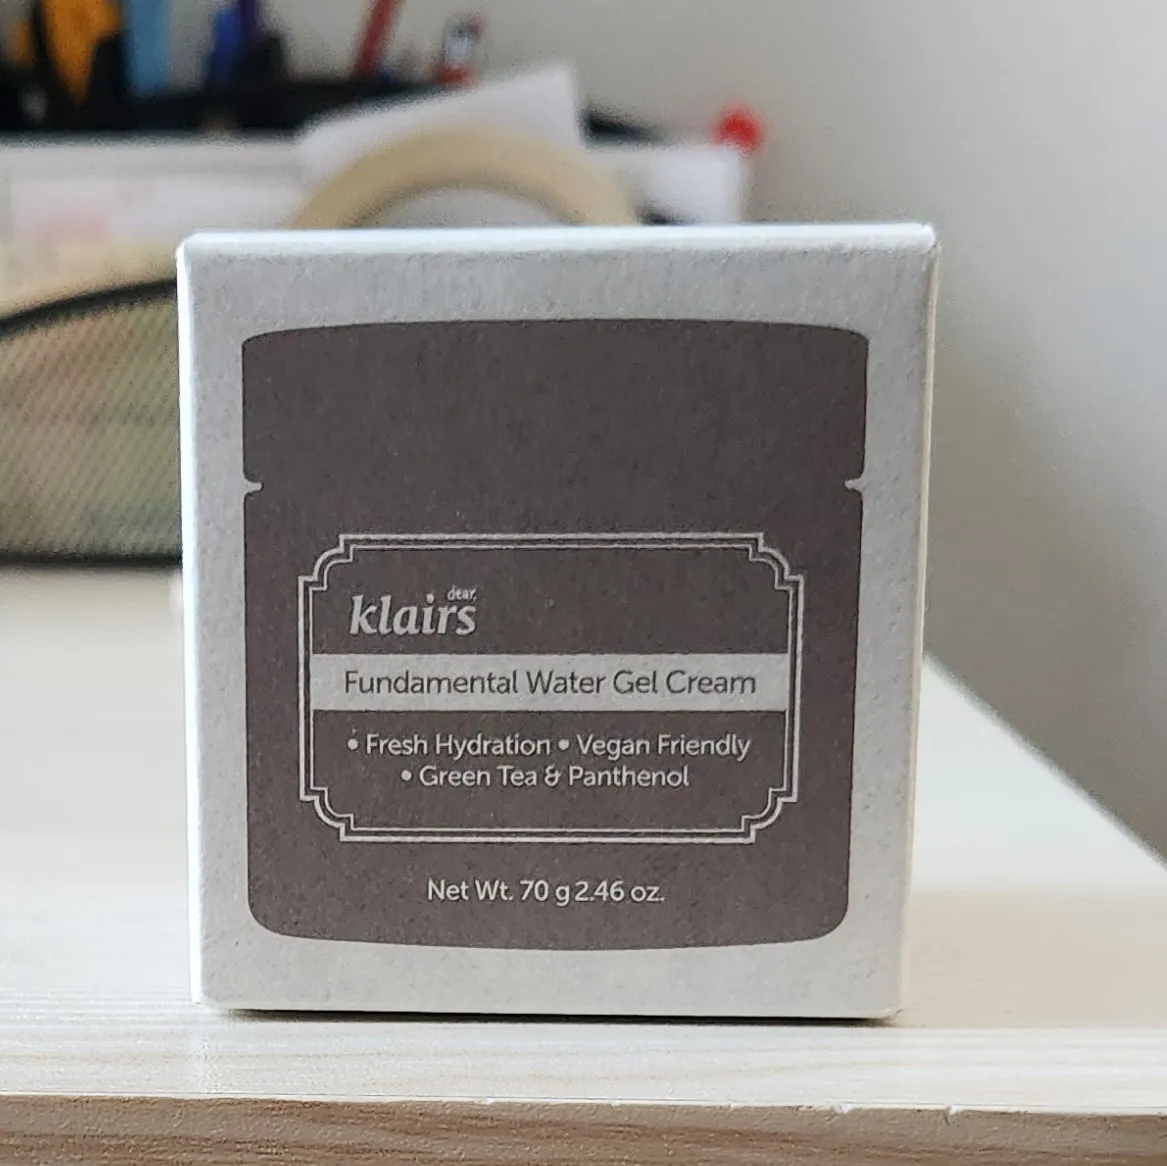 dear,
klairs
Fundamental Water Gel Cream
• Fresh Hydration • Vegan Friendly
• Green Tea & Panthenol
Net Wt. 70 g 2.46 oz.